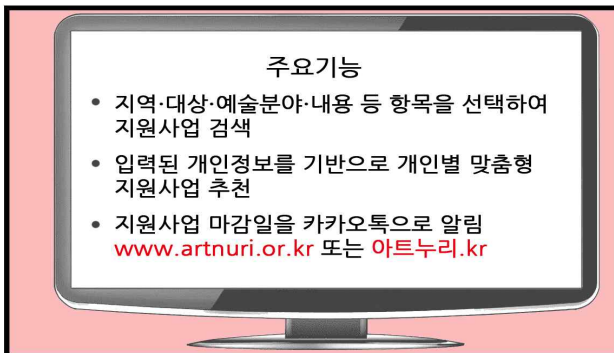 주요기능
• 지역·대상·예술분야·내용 등 항목을 선택하여
지원사업 검색
• 입력된 개인정보를 기반으로 개인별 맞춤형
지원사업 추천
• 지원사업 마감일을 카카오톡으로 알림
www.artnuri.or.kr 또는 아트누리.kr